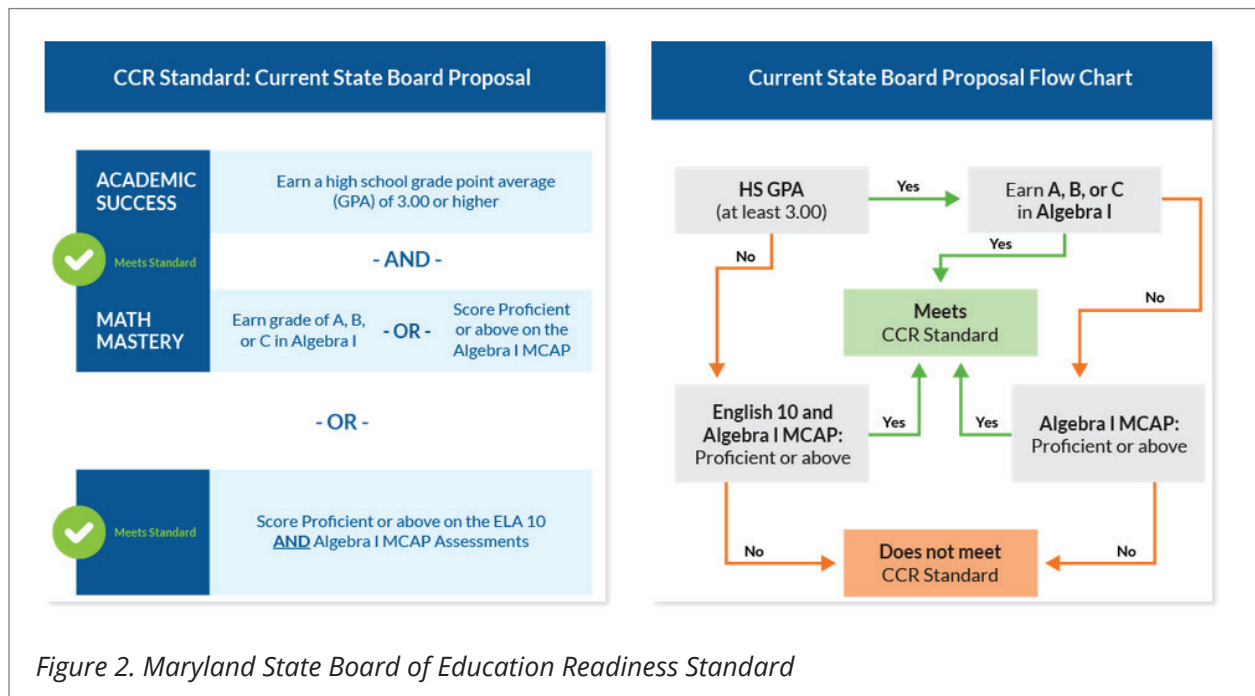 CCR Standard: Current State Board Proposal
ACADEMIC
SUCCESS
Earn a high school grade point average
(GPA) of 3.00 or higher
Meets Standard
- AND -
MATH
MASTERY
Earn grade of A, B,
or C in Algebra I
- OR -
Score Proficient
or above on the
Algebra I MCAP
- OR -
Meets Standard
Score Proficient or above on the ELA 10
AND Algebra I MCAP Assessments
Current State Board Proposal Flow Chart
HS GPA
(at least 3.00)
Yes
Earn A, B, or C
in Algebra I
Yes
No
No
Meets
CCR Standard
English 10 and
Algebra I MCAP:
Proficient or above
Yes
Yes
Algebra I MCAP:
Proficient or above
No
Does not meet
CCR Standard
No
Figure 2. Maryland State Board of Education Readiness Standard